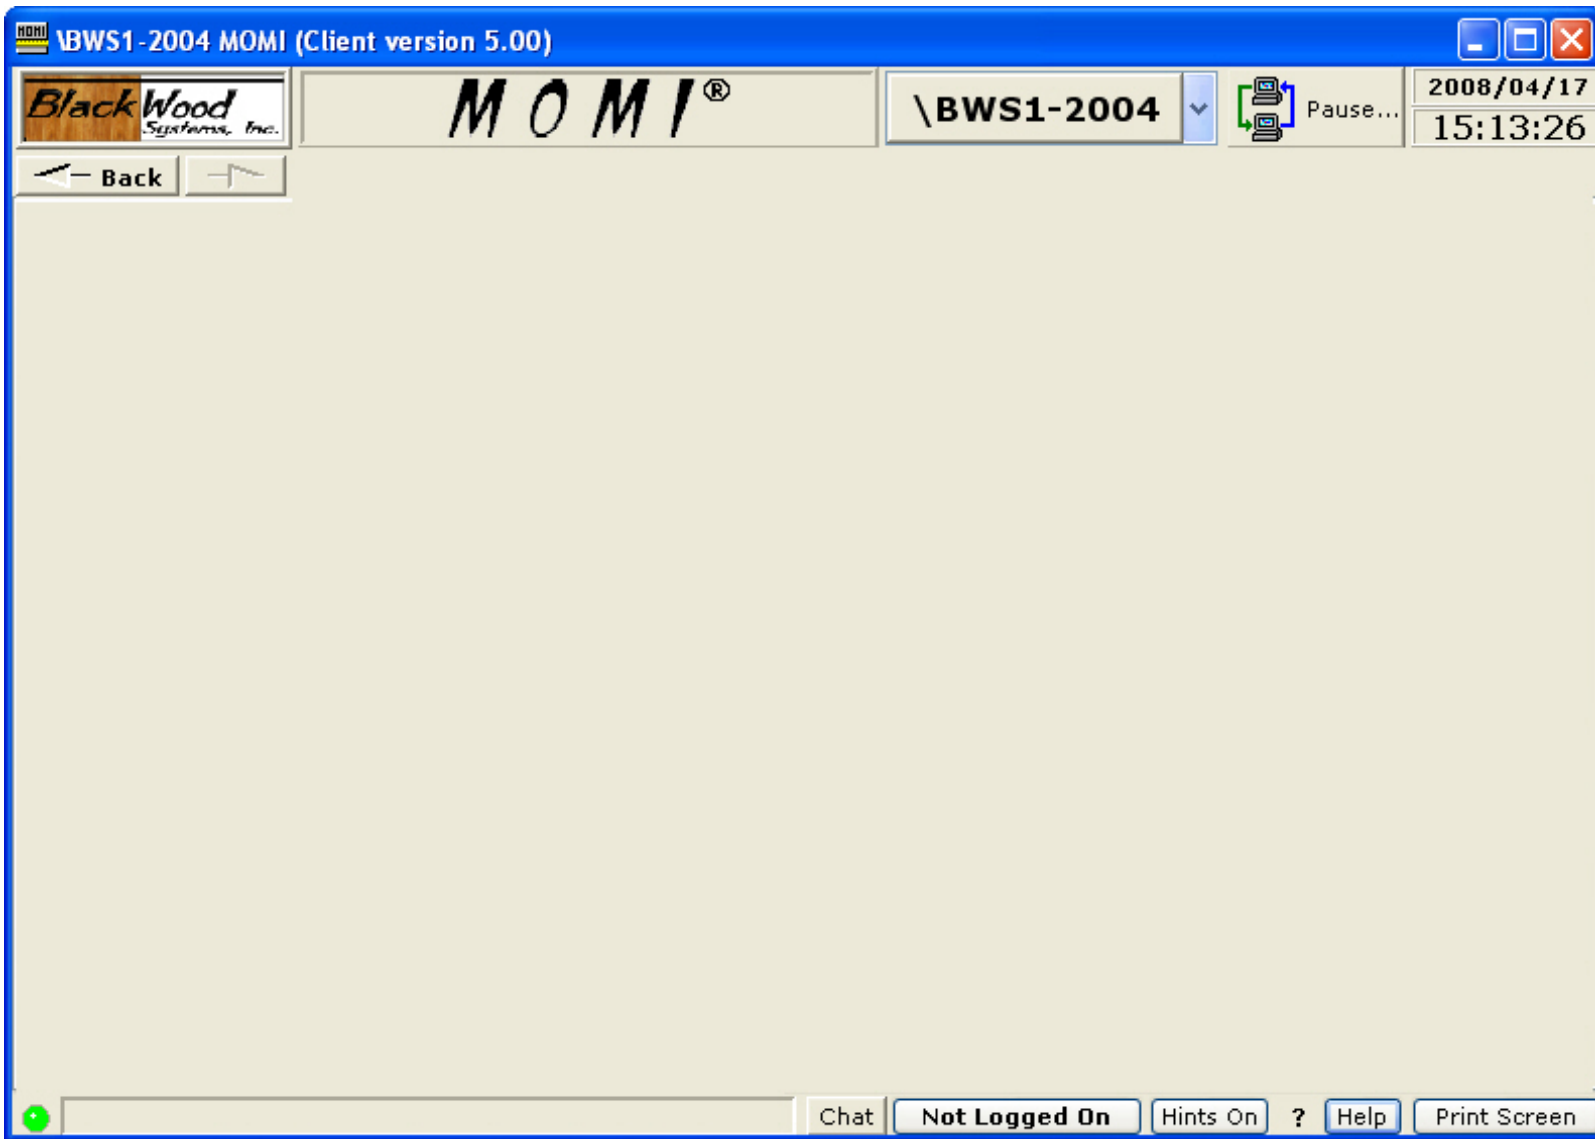 MOMI \BWS1-2004 MOMI (Client version 5.00)
BlackWood Systems, Inc.
M O M I®
\BWS1-2004
Pause...
2008/04/17
15:13:26
Back
Chat
Not Logged On
Hints On
?
Help
Print Screen